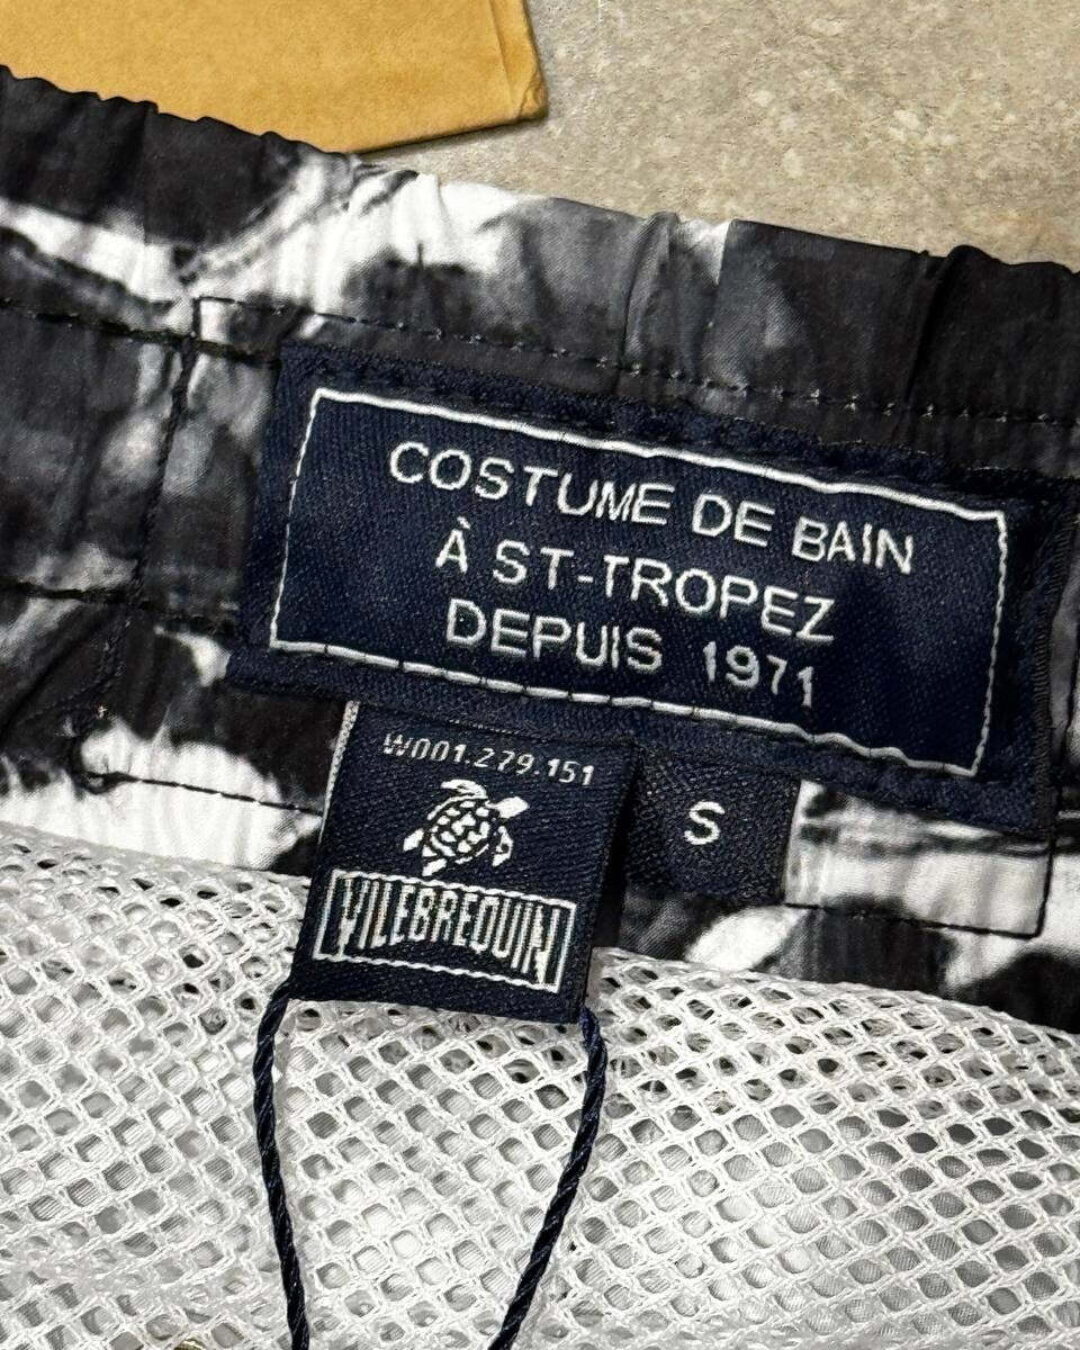 COSTUME DE BAIN
À ST-TROPEZ
DEPUIS 1971
W001.279.151
VILEBREQUIN
S